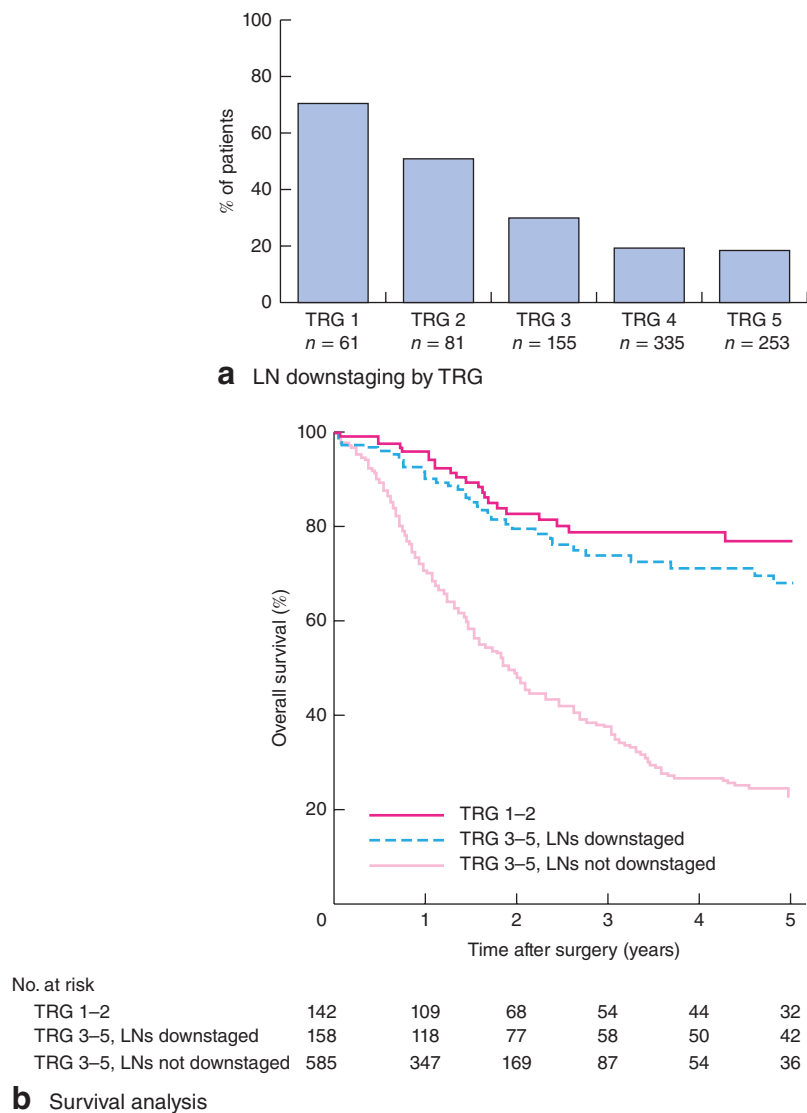 100
80
60
40
20
0
% of patients
TRG 1 TRG 2 TRG 3 TRG 4 TRG 5
n = 61 n = 81 n = 155 n = 335 n = 253
a LN downstaging by TRG
100
80
60
40
20
Overall survival (%)
TRG 1–2
TRG 3–5, LNs downstaged
TRG 3–5, LNs not downstaged
0 1 2 3 4 5
Time after surgery (years)
No. at risk
TRG 1–2 142 109 68 54 44 32
TRG 3–5, LNs downstaged 158 118 77 58 50 42
TRG 3–5, LNs not downstaged 585 347 169 87 54 36
b Survival analysis